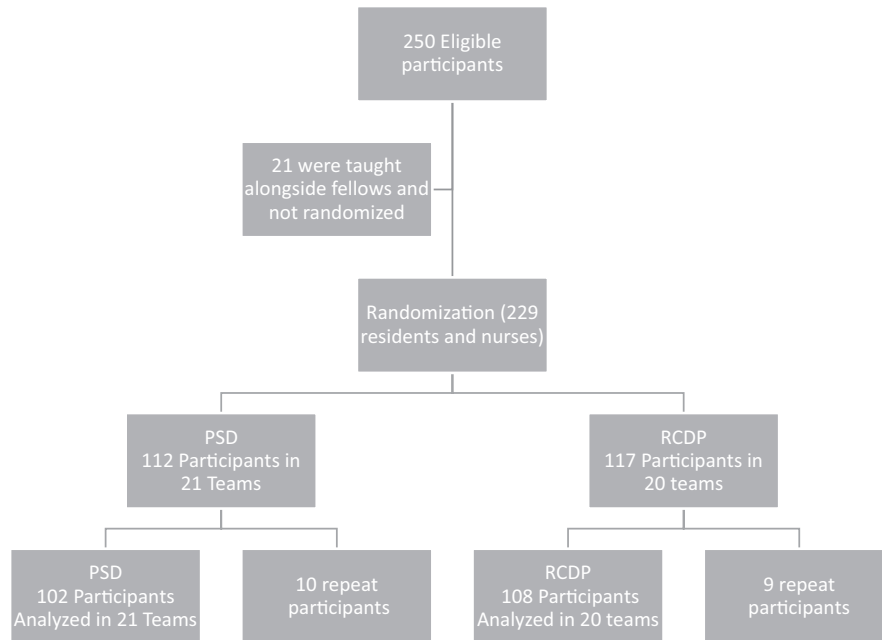 250 Eligible
participants
21 were taught
alongside fellows and
not randomized
Randomization (229
residents and nurses)
PSD
112 Participants in
21 Teams
RCDP
117 Participants in
20 teams
PSD
102 Participants
Analyzed in 21 Teams
10 repeat
participants
RCDP
108 Participants
Analyzed in 20 teams
9 repeat
participants